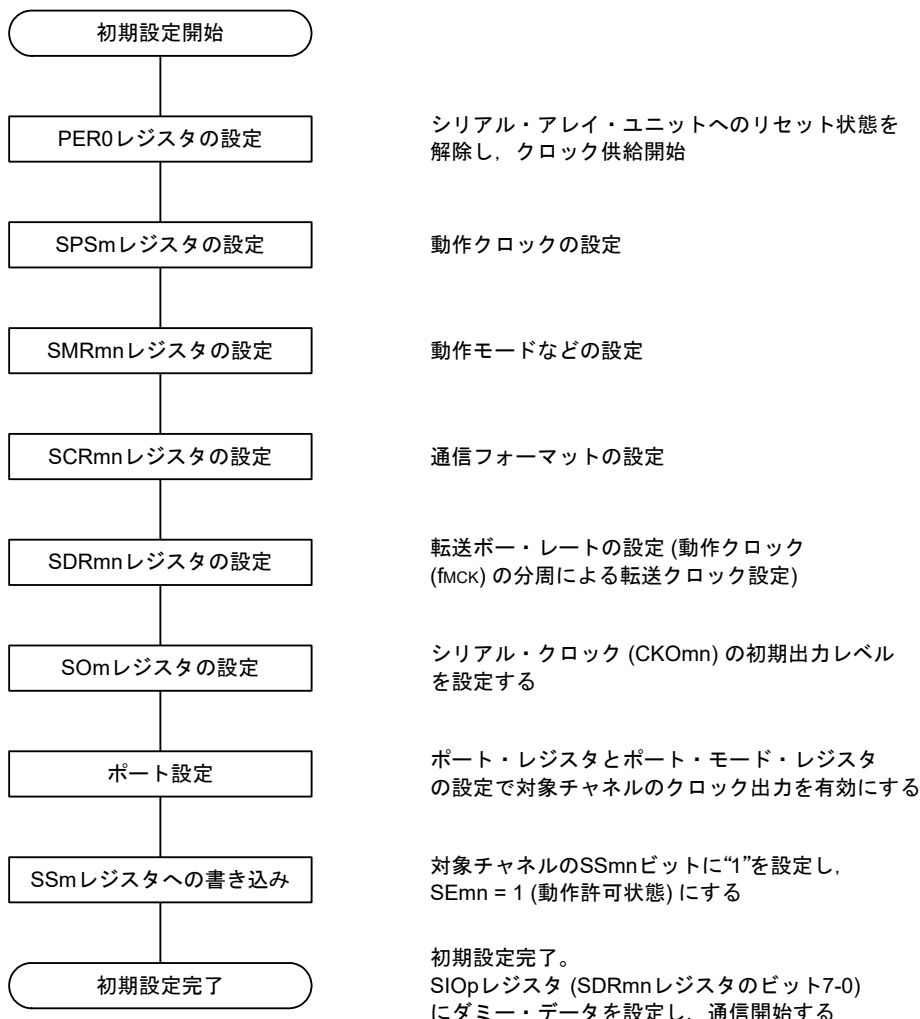 初期設定開始
PER0レジスタの設定
シリアル・アレイ・ユニットへのリセット状態を
解除し，クロック供給開始
SPSmレジスタの設定
動作クロックの設定
SMRmnレジスタの設定
動作モードなどの設定
SCRmnレジスタの設定
通信フォーマットの設定
SDRmnレジスタの設定
転送ボー・レートの設定 (動作クロック
(fMCK) の分周による転送クロック設定)
SOmレジスタの設定
シリアル・クロック (CKOmn) の初期出力レベル
を設定する
ポート設定
ポート・レジスタとポート・モード・レジスタ
の設定で対象チャネルのクロック出力を有効にする
SSmレジスタへの書き込み
対象チャネルのSSmnビットに“1”を設定し，
SEmn = 1 (動作許可状態) にする
初期設定完了
初期設定完了。
SIOpレジスタ (SDRmnレジスタのビット7-0)
にダミー・データを設定し，通信開始する